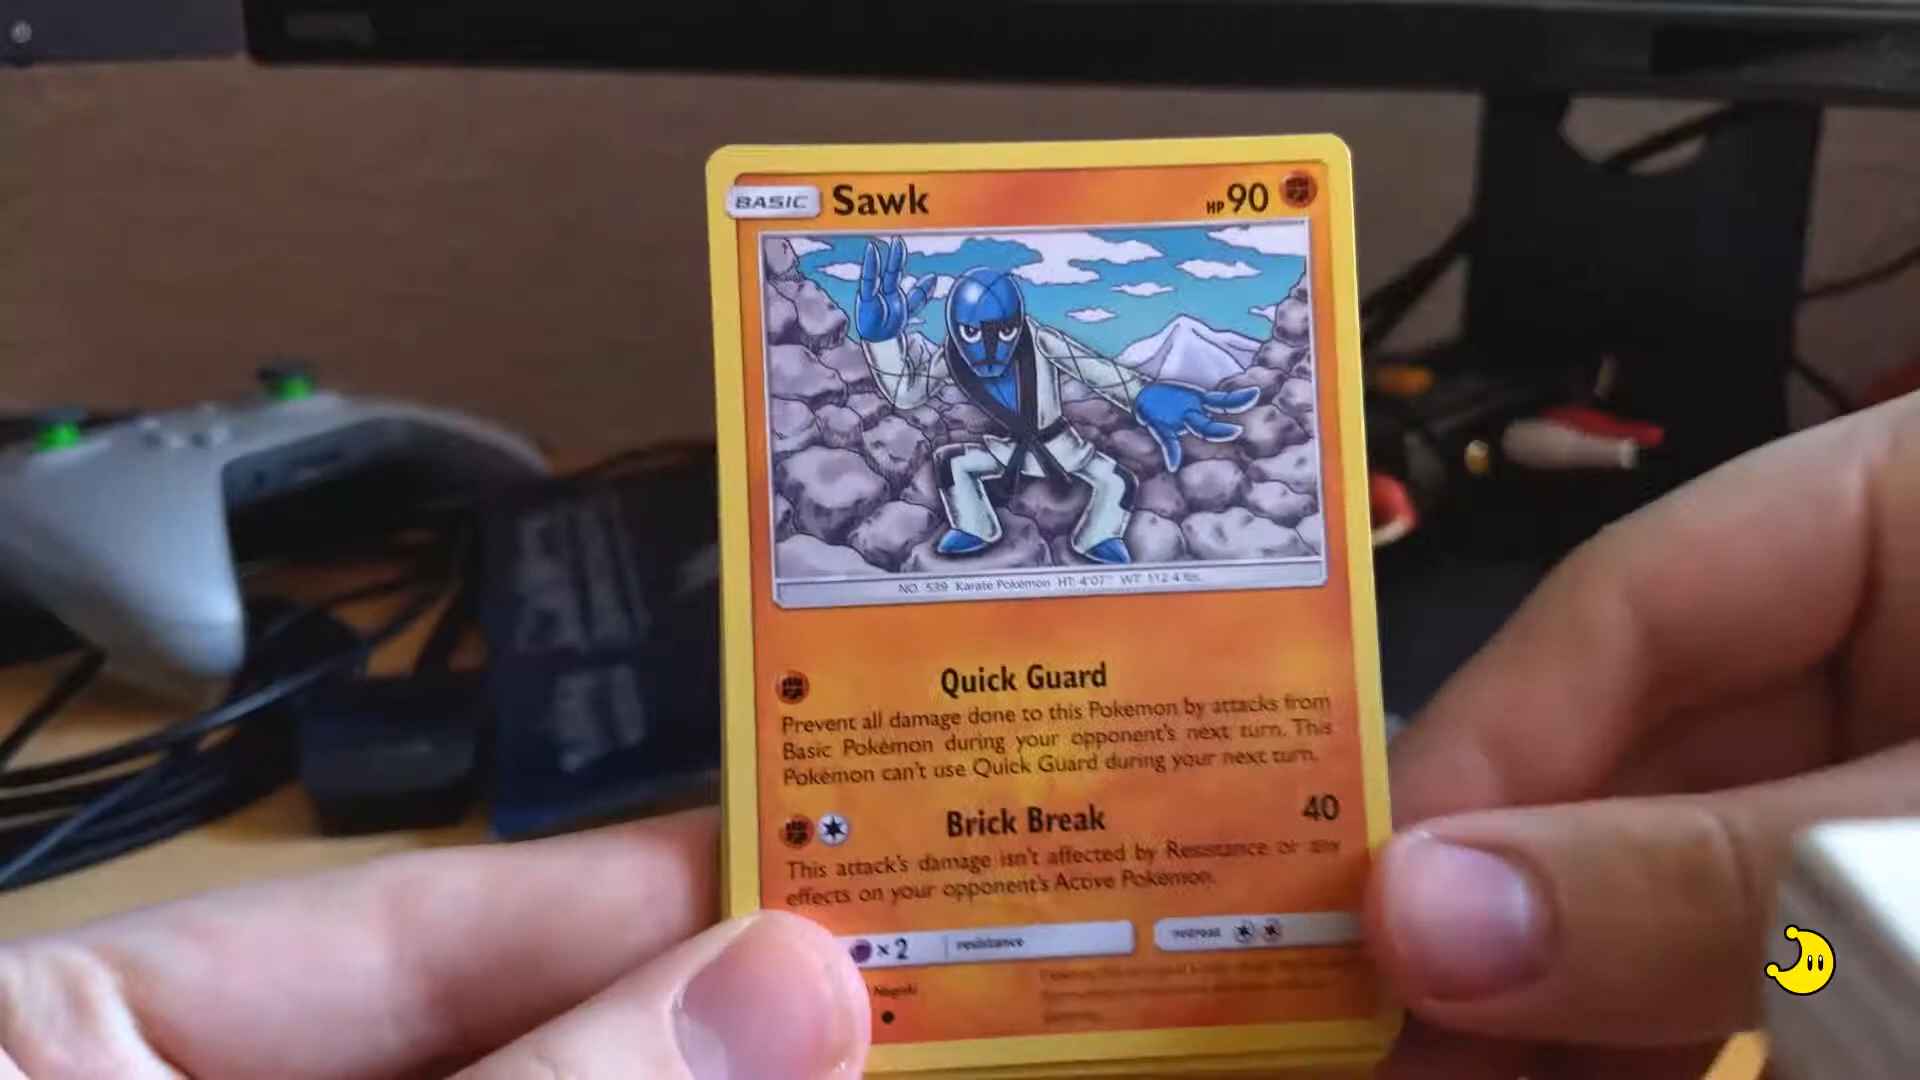 BASIC Sawk HP 90
NO. 539 Karate Pokémon HT: 4'07" WT: 112.4 lbs.
Quick Guard
Prevent all damage done to this Pokémon by attacks from
Basic Pokémon during your opponent's next turn. This
Pokémon can't use Quick Guard during your next turn.
Brick Break 40
This attack's damage isn't affected by Resistance or any
effects on your opponent's Active Pokémon.
× 2 resistance retreat